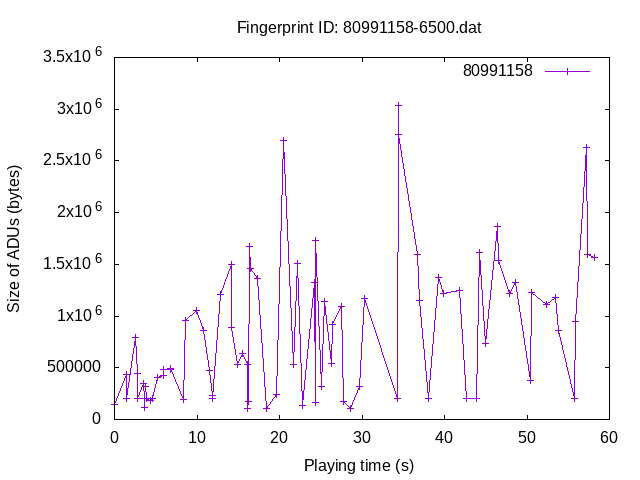 Fingerprint ID: 80991158-6500.dat
80991158
3.5x10^6
3x10^6
2.5x10^6
2x10^6
1.5x10^6
1x10^6
500000
0
Size of ADUs (bytes)
0 10 20 30 40 50 60
Playing time (s)